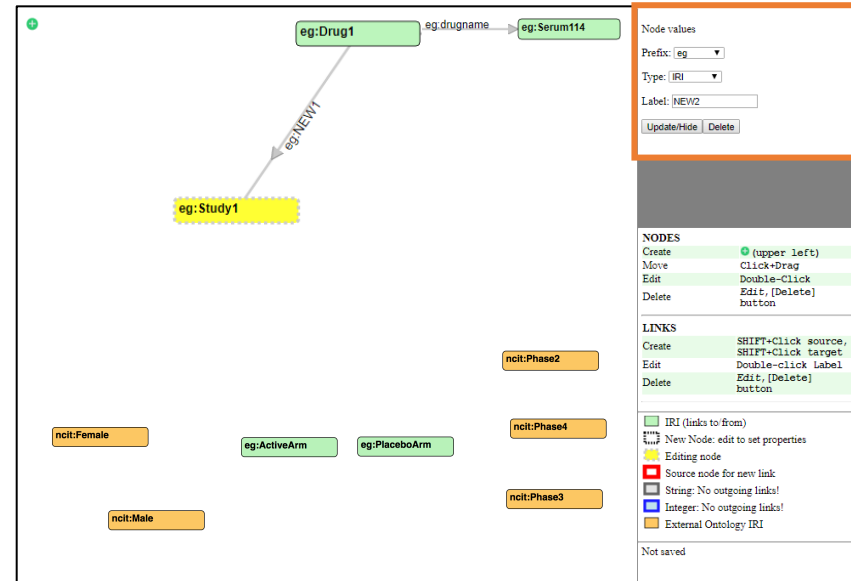 eg:Drug1
eg:drugname
eg:Serum114
eg:NEW1
eg:Study1
ncit:Phase2
ncit:Phase4
ncit:Female
eg:ActiveArm
eg:PlaceboArm
ncit:Phase3
ncit:Male
Node values
Prefix: eg
Type: IRI
Label: NEW2
Update/Hide Delete
NODES
Create (upper left)
Move Click+Drag
Edit Double-Click
Delete Edit,[Delete]
button
LINKS
Create SHIFT+Click source,
SHIFT+Click target
Edit Double-click Label
Delete Edit,[Delete]
button
IRI (links to/from)
New Node: edit to set properties
Editing node
Source node for new link
String: No outgoing links!
Integer: No outgoing links!
External Ontology IRI
Not saved